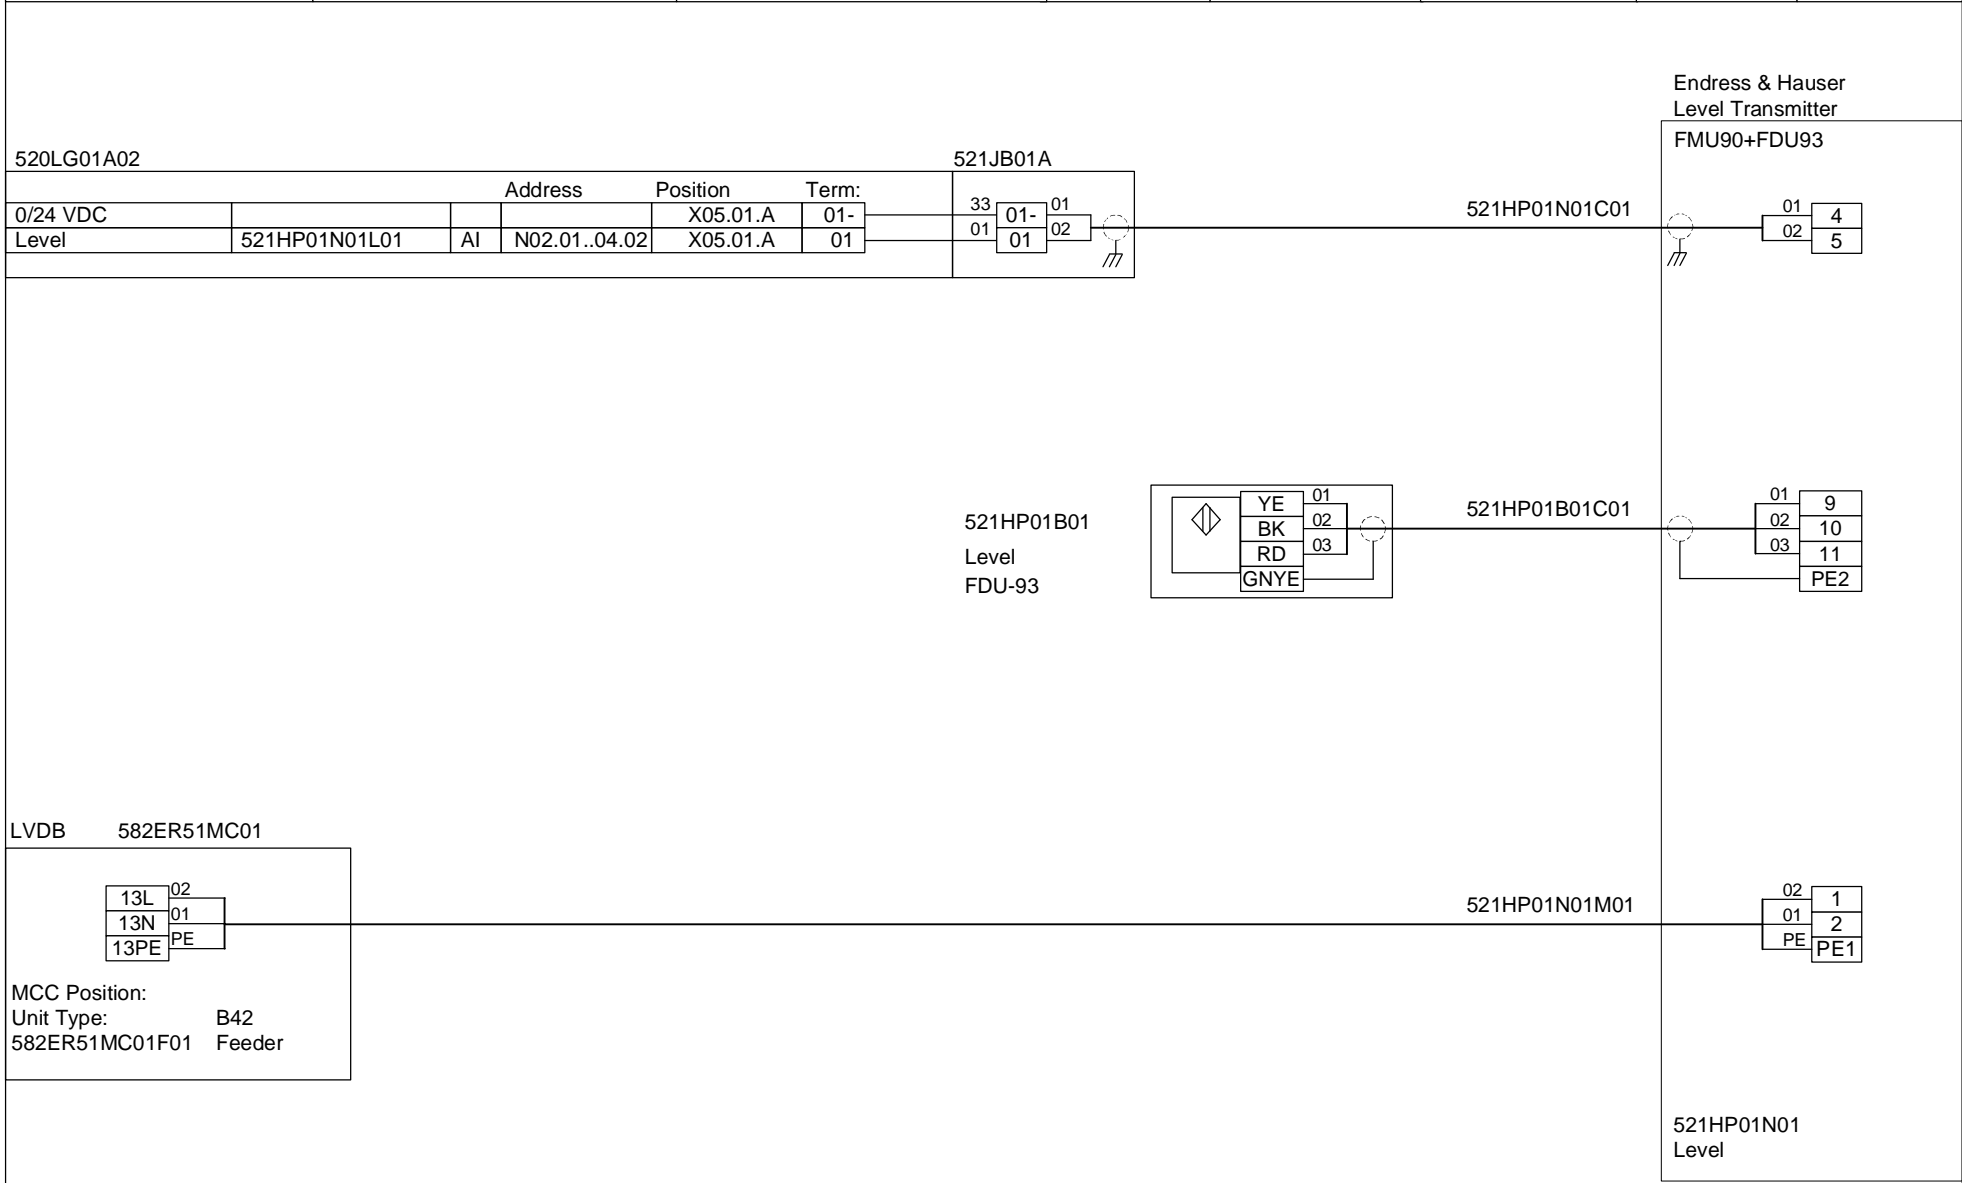 Endress & Hauser
Level Transmitter
FMU90+FDU93
520LG01A02 521JB01A
Address Position Term:
0/24 VDC X05.01.A 01- 33 01- 01 521HP01N01C01 01 4
Level 521HP01N01L01 AI N02.01..04.02 X05.01.A 01 01 01 02 02 5
521HP01B01
Level
FDU-93
YE 01 521HP01B01C01 01 9
BK 02 02 10
RD 03 03 11
GNYE PE2
LVDB 582ER51MC01
13L 02 521HP01N01M01 02 1
13N 01 01 2
13PE PE PE PE1
MCC Position:
Unit Type: B42
582ER51MC01F01 Feeder
521HP01N01
Level